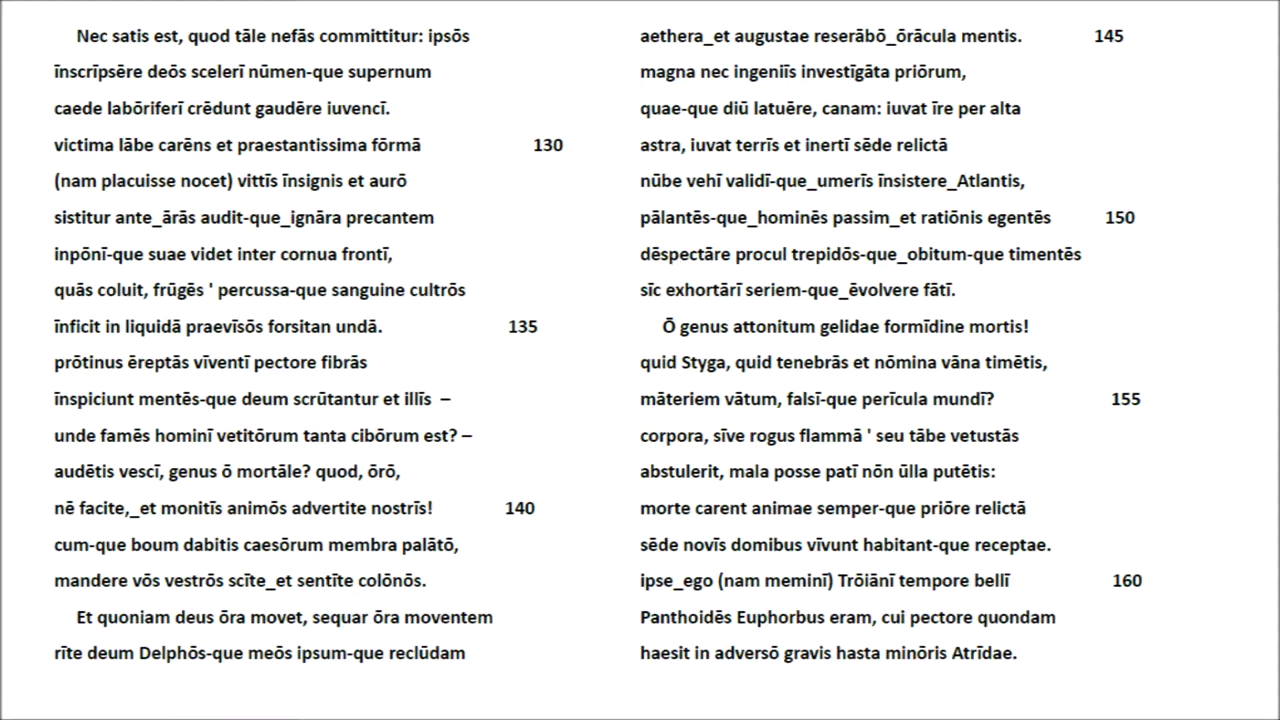 Nec satis est, quod tāle nefās committitur: ipsōs
īnscrīpsēre deōs scelerī nūmen-que supernum
caede labōriferī crēdunt gaudēre iuvencī.
victima lābe carēns et praestantissima fōrmā 130
(nam placuisse nocet) vittīs īnsignis et aurō
sistitur ante_ārās audit-que_ignāra precantem
inpōnī-que suae videt inter cornua frontī,
quās coluit, frūgēs ' percussa-que sanguine cultrōs
īnficit in liquidā praevīsōs forsitan undā. 135
prōtinus ēreptās vīventī pectore fibrās
īnspiciunt mentēs-que deum scrūtantur et illīs –
unde famēs hominī vetitōrum tanta cibōrum est? –
audētis vescī, genus ō mortāle? quod, ōrō,
nē facite,_et monitīs animōs advertite nostrīs! 140
cum-que boum dabitis caesōrum membra palātō,
mandere vōs vestrōs scīte_et sentīte colōnōs.
Et quoniam deus ōra movet, sequar ōra moventem
rīte deum Delphōs-que meōs ipsum-que reclūdam
aethera_et augustae reserābō_ōrācula mentis. 145
magna nec ingeniīs investīgāta priōrum,
quae-que diū latuēre, canam: iuvat īre per alta
astra, iuvat terrīs et inertī sēde relictā
nūbe vehī validī-que_umerīs īnsistere_Atlantis,
pālantēs-que_hominēs passim_et ratiōnis egentēs 150
dēspectāre procul trepidōs-que_obitum-que timentēs
sīc exhortārī seriem-que_ēvolvere fātī.
Ō genus attonitum gelidae formīdine mortis!
quid Styga, quid tenebrās et nōmina vāna timētis,
māteriem vātum, falsī-que perīcula mundī? 155
corpora, sīve rogus flammā ' seu tābe vetustās
abstulerit, mala posse patī nōn ūlla putētis:
morte carent animae semper-que priōre relictā
sēde novīs domibus vīvunt habitant-que receptae.
ipse_ego (nam meminī) Trōiānī tempore bellī 160
Panthoidēs Euphorbus eram, cui pectore quondam
haesit in adversō gravis hasta minōris Atrīdae.